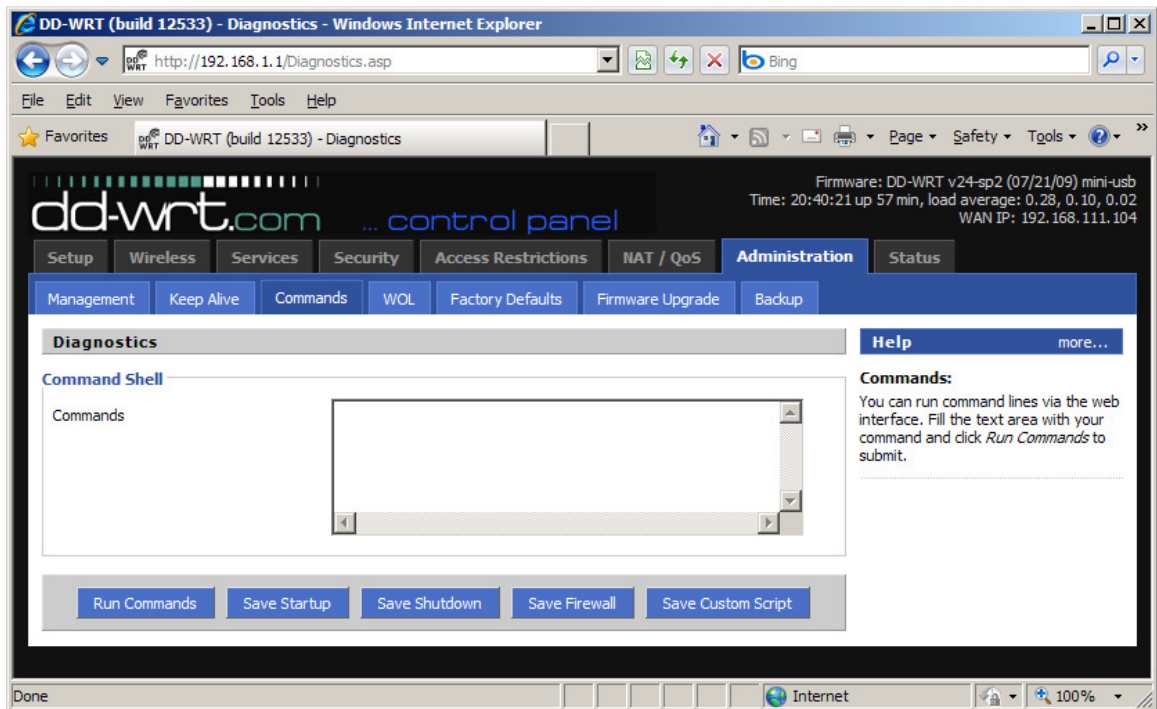 DD-WRT (build 12533) - Diagnostics - Windows Internet Explorer
http://192.168.1.1/Diagnostics.asp
Bing
File Edit View Favorites Tools Help
Favorites
DD-WRT (build 12533) - Diagnostics
Page Safety Tools »
Firmware: DD-WRT v24-sp2 (07/21/09) mini-usb
Time: 20:40:21 up 57 min, load average: 0.28, 0.10, 0.02
WAN IP: 192.168.111.104
dd-wrt.com ... control panel
Setup Wireless Services Security Access Restrictions NAT / QoS Administration Status
Management Keep Alive Commands WOL Factory Defaults Firmware Upgrade Backup
Diagnostics
Command Shell
Commands
Run Commands Save Startup Save Shutdown Save Firewall Save Custom Script
Help more...
Commands:
You can run command lines via the web
interface. Fill the text area with your
command and click Run Commands to
submit.
Done Internet 100%